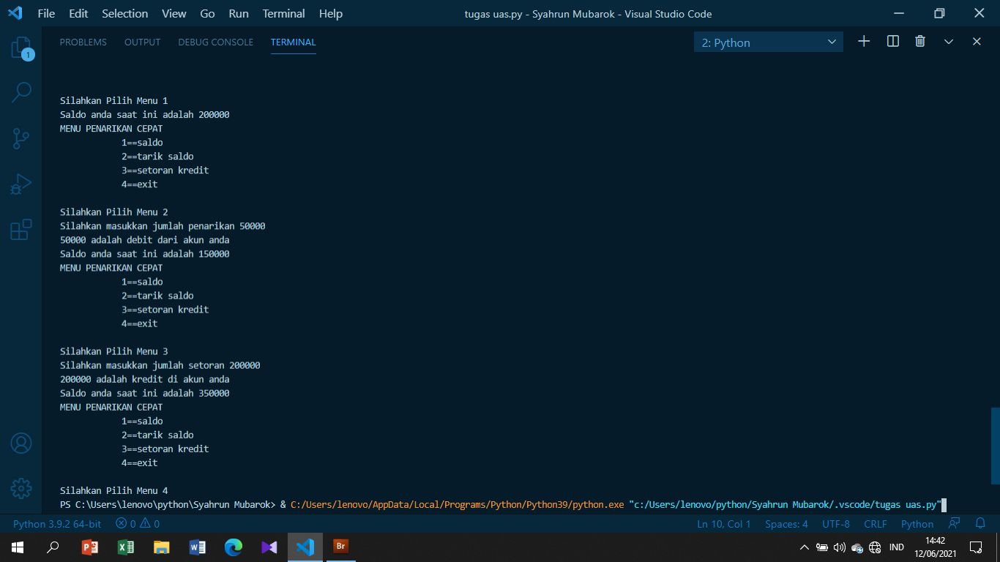 File Edit Selection View Go Run Terminal Help tugas uas.py - Syahrun Mubarok - Visual Studio Code
PROBLEMS OUTPUT DEBUG CONSOLE TERMINAL 2: Python
1
Silahkan Pilih Menu 1
Saldo anda saat ini adalah 200000
MENU PENARIKAN CEPAT
1==saldo
2==tarik saldo
3==setoran kredit
4==exit
Silahkan Pilih Menu 2
Silahkan masukkan jumlah penarikan 50000
50000 adalah debit dari akun anda
Saldo anda saat ini adalah 150000
MENU PENARIKAN CEPAT
1==saldo
2==tarik saldo
3==setoran kredit
4==exit
Silahkan Pilih Menu 3
Silahkan masukkan jumlah setoran 200000
200000 adalah kredit di akun anda
Saldo anda saat ini adalah 350000
MENU PENARIKAN CEPAT
1==saldo
2==tarik saldo
3==setoran kredit
4==exit
Silahkan Pilih Menu 4
PS C:\Users\lenovo\python\Syahrun Mubarok> & C:/Users/lenovo/AppData/Local/Programs/Python/Python39/python.exe "c:/Users/lenovo/python/Syahrun Mubarok/.vscode/tugas uas.py"
Python 3.9.2 64-bit 0 0 Ln 10, Col 1 Spaces: 4 UTF-8 CRLF Python
Br IND 14:42
12/06/2021